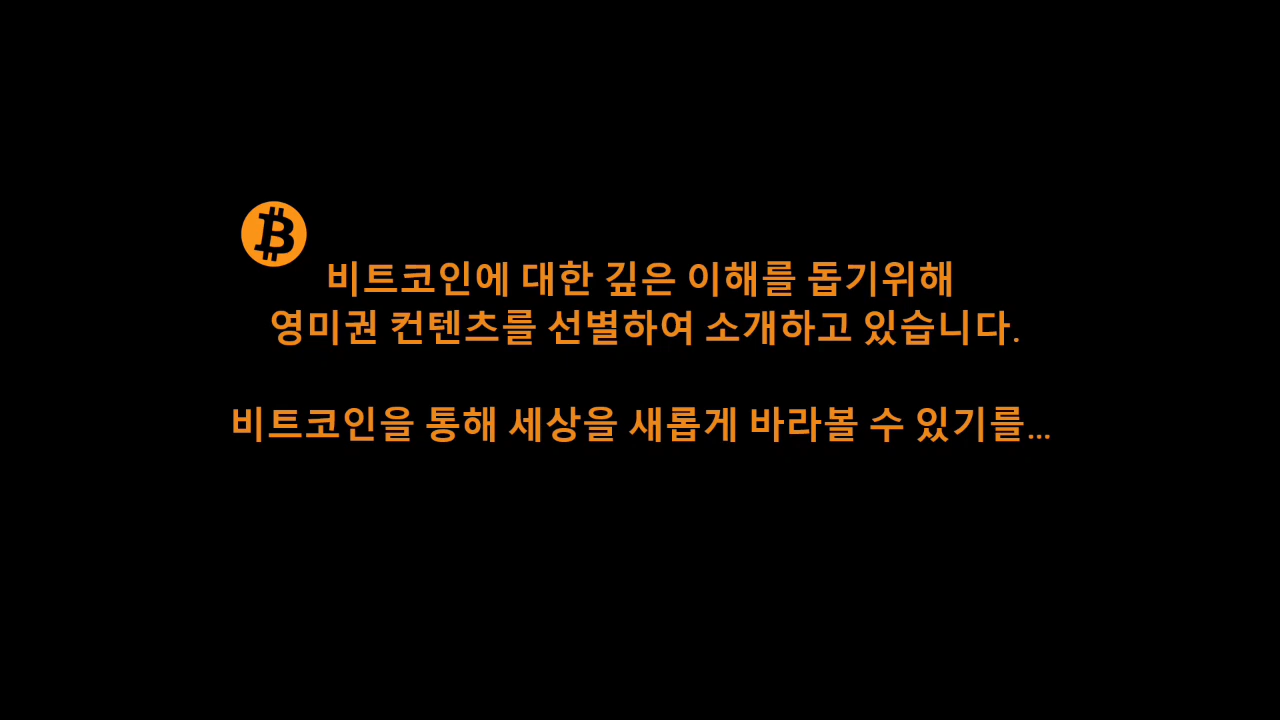 비트코인에 대한 깊은 이해를 돕기위해
영미권 컨텐츠를 선별하여 소개하고 있습니다.
비트코인을 통해 세상을 새롭게 바라볼 수 있기를...